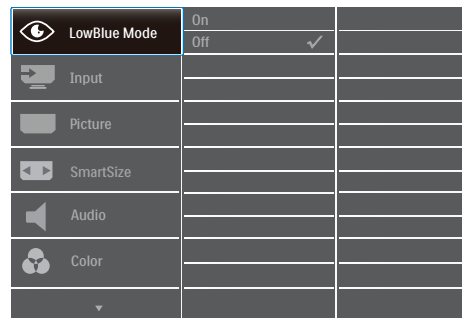 LowBlue Mode
On
Off
Input
Picture
SmartSize
Audio
Color